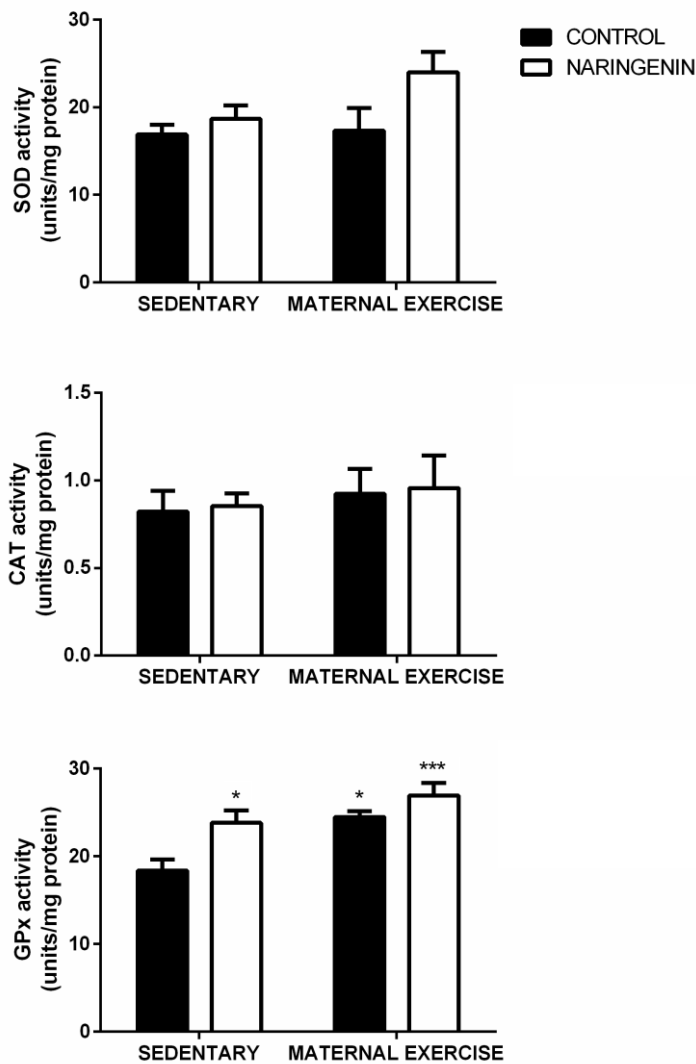 CONTROL
NARINGENIN
SOD activity
(units/mg protein)
30
20
10
0
SEDENTARY MATERNAL EXERCISE
CAT activity
(units/mg protein)
1.5
1.0
0.5
0.0
SEDENTARY MATERNAL EXERCISE
GPx activity
(units/mg protein)
30
20
10
0
*
*
***
SEDENTARY MATERNAL EXERCISE